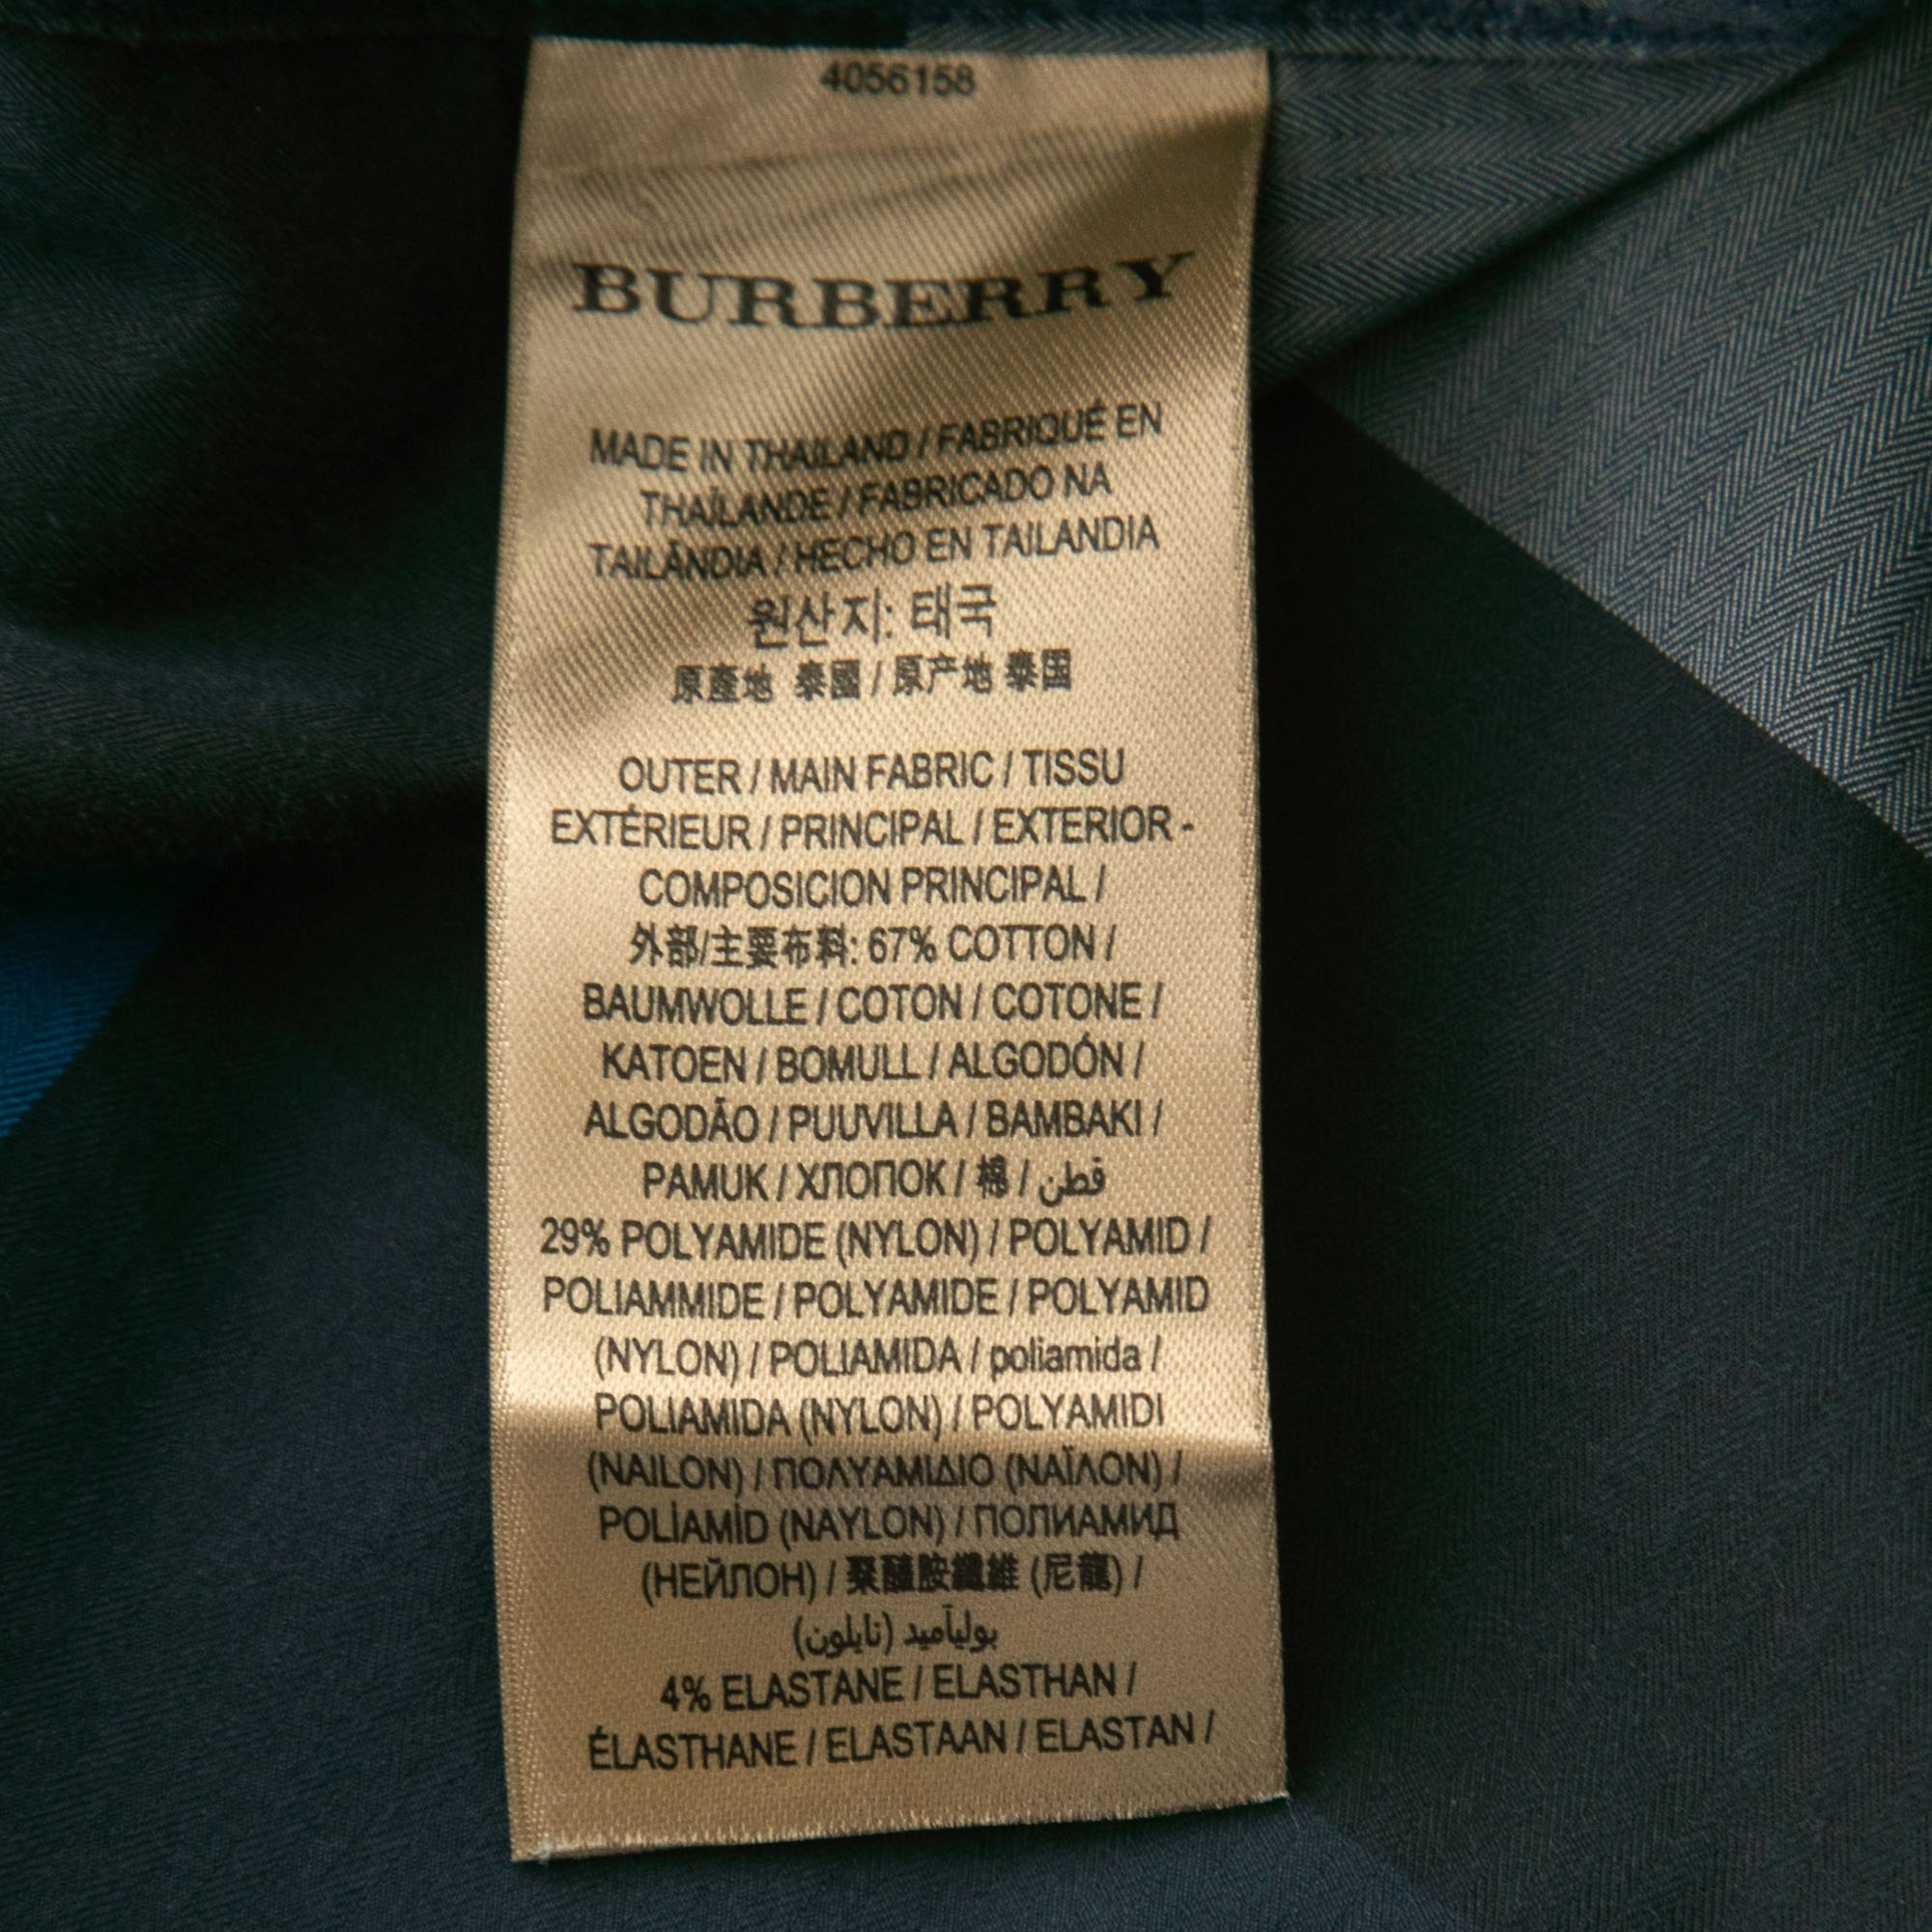 4056158
BURBERRY
MADE IN THAILAND / FABRIQUÉ EN
THAÏLANDE / FABRICADO NA
TAILÂNDIA / HECHO EN TAILANDIA
원산지: 태국
原產地 泰國 / 原产地 泰国
OUTER / MAIN FABRIC / TISSU
EXTÉRIEUR / PRINCIPAL / EXTERIOR -
COMPOSICION PRINCIPAL /
外部/主要布料: 67% COTTON /
BAUMWOLLE / COTON / COTONE /
KATOEN / BOMULL / ALGODÓN /
ALGODÃO / PUUVILLA / BAMBAKI /
PAMUK / ХЛОПОК / 棉 / قطن
29% POLYAMIDE (NYLON) / POLYAMID /
POLIAMMIDE / POLYAMIDE / POLYAMID
(NYLON) / POLIAMIDA / poliamida /
POLIAMIDA (NYLON) / POLYAMIDI
(NAILON) / ΠΟΛΥΑΜΙΔΙΟ (ΝΑΪΛΟΝ) /
POLİAMİD (NAYLON) / ПОЛИАМИД
(НЕЙЛОН) / 聚醯胺纖維 (尼龍) /
بولیآمید (نایلون)
4% ELASTANE / ELASTHAN /
ÉLASTHANE / ELASTAAN / ELASTAN /